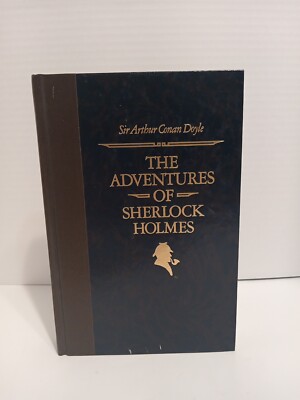 Sir Arthur Conan Doyle
THE
ADVENTURES
OF
SHERLOCK
HOLMES